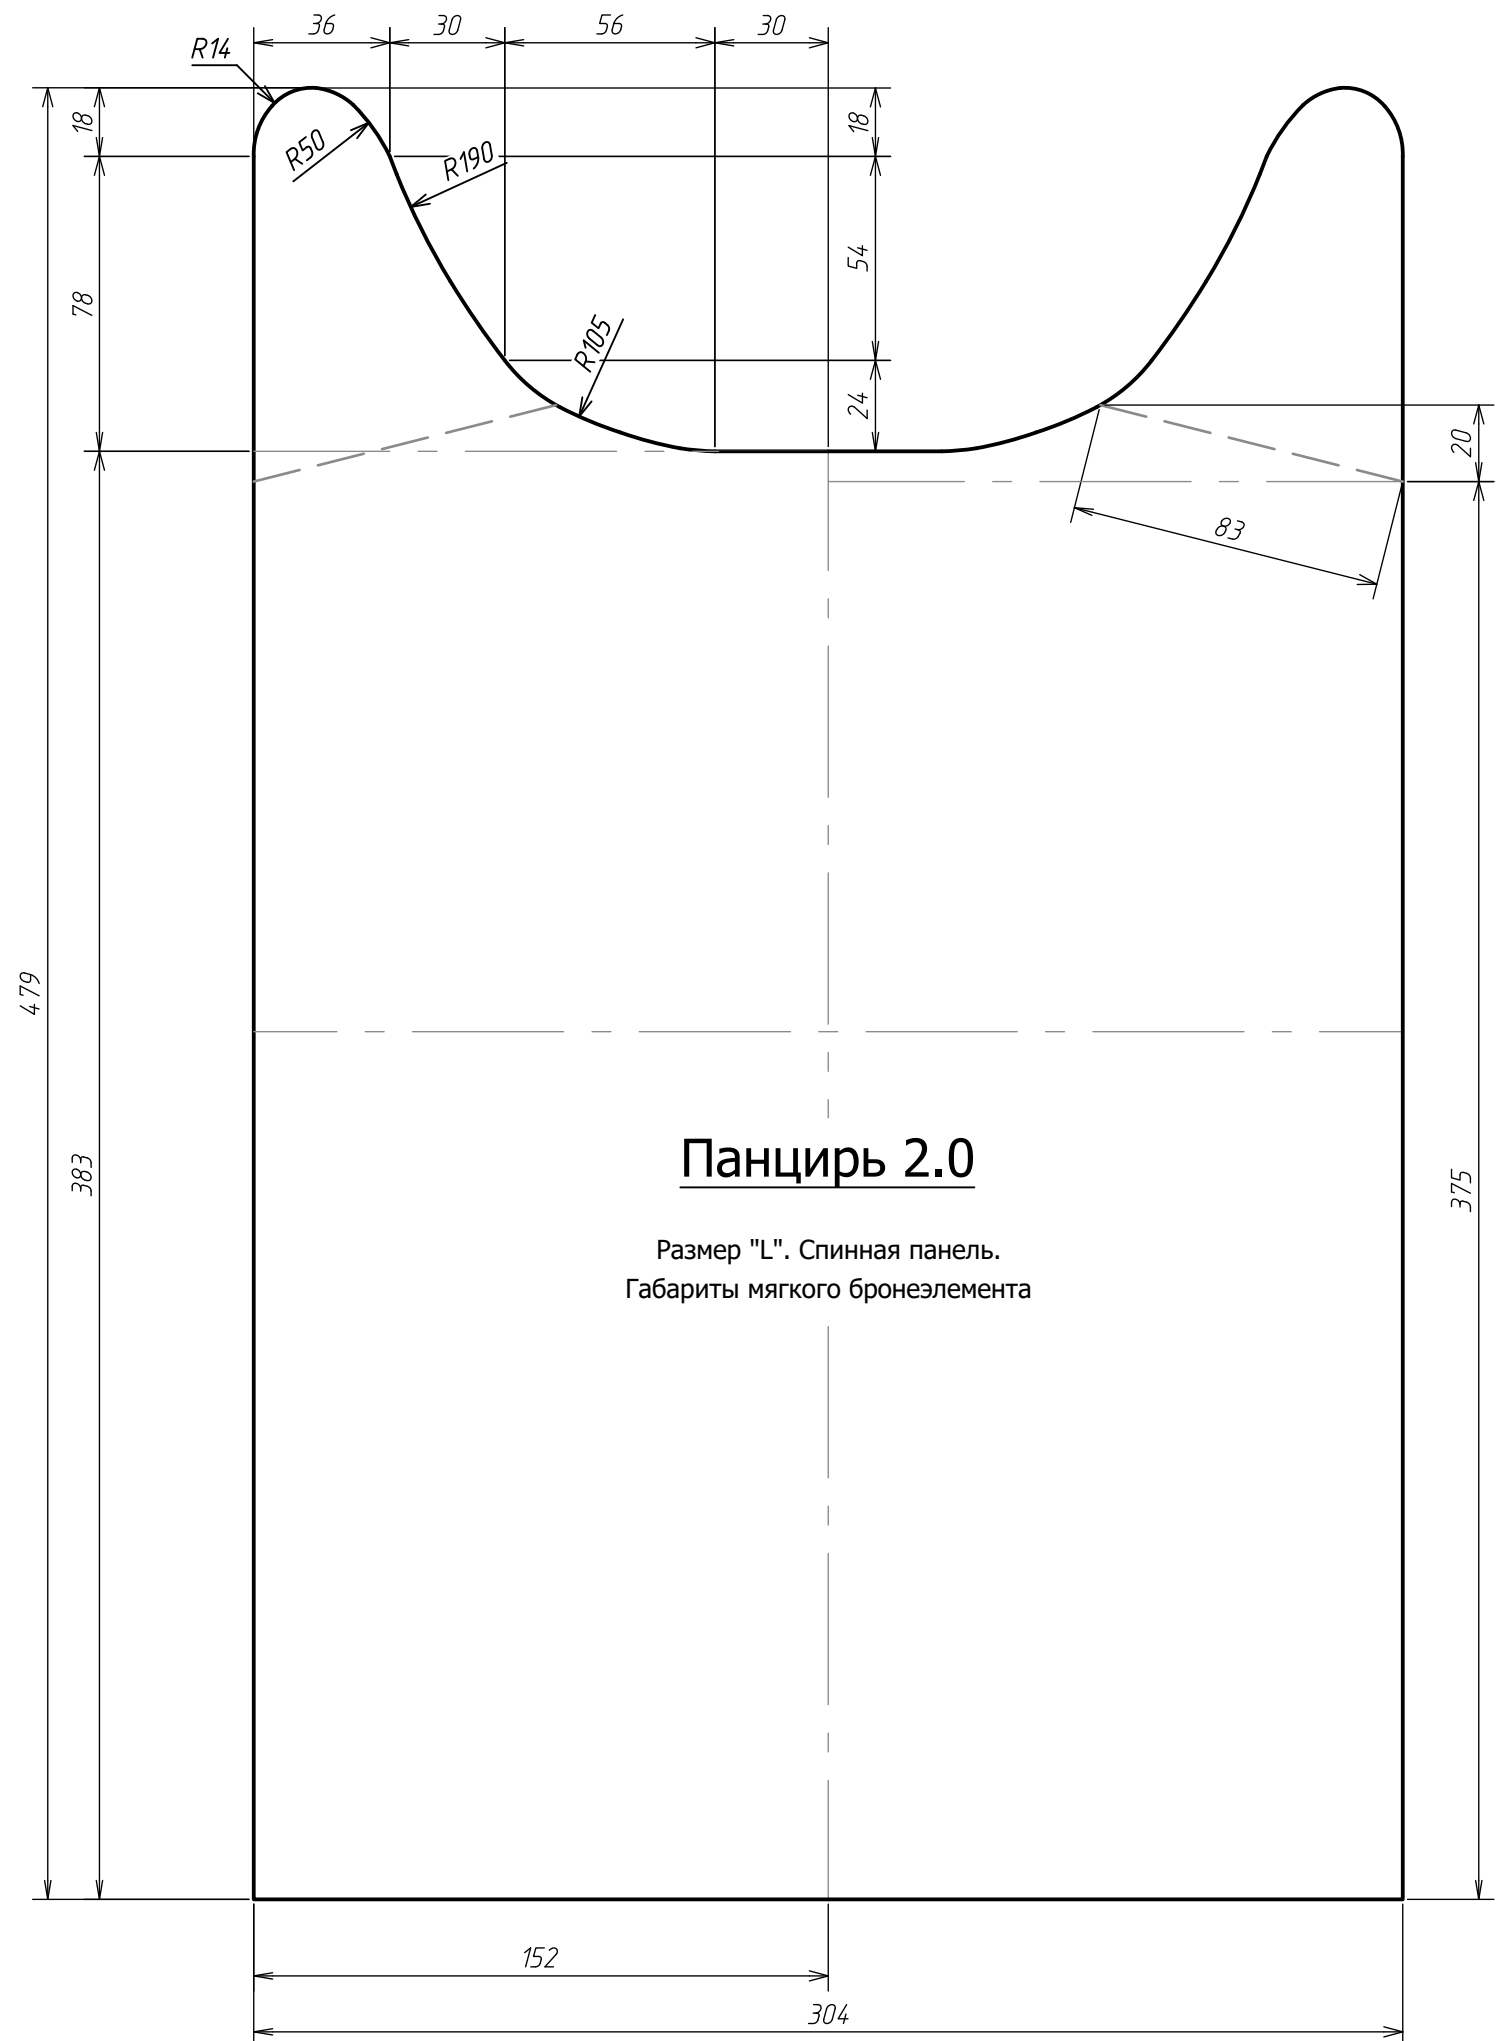 36
30
56
30
R14
18
18
R50
R190
78
54
R105
24
20
83
479
383
375
Панцирь 2.0
Размер "L". Спинная панель.
Габариты мягкого бронеэлемента
152
304